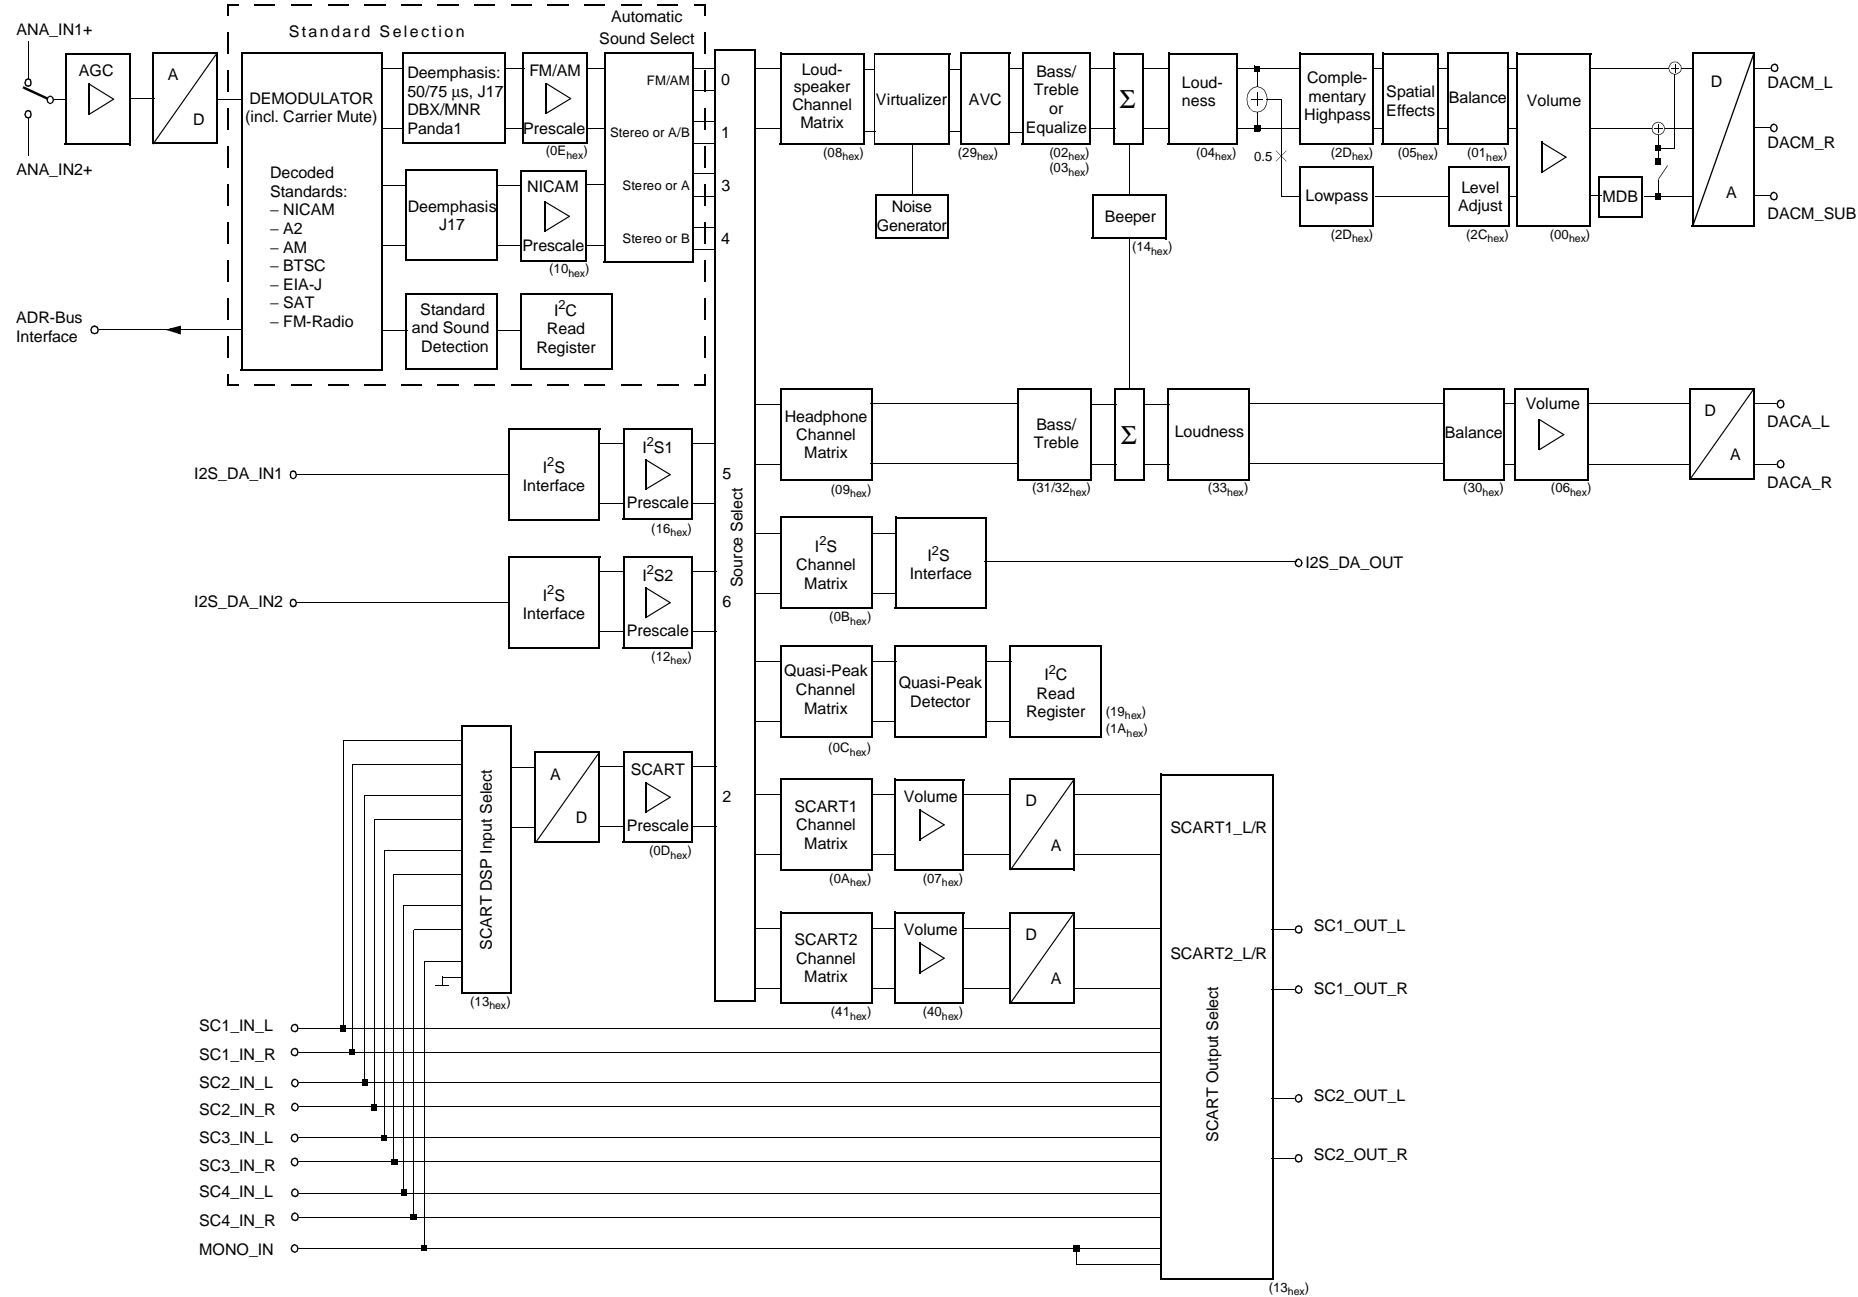 Standard Selection
Automatic
Sound Select
ANA_IN1+
ANA_IN2+
AGC
A
D
DEMODULATOR
(incl. Carrier Mute)
Decoded
Standards:
– NICAM
– A2
– AM
– BTSC
– EIA-J
– SAT
– FM-Radio
Deemphasis:
50/75 µs, J17
DBX/MNR
Panda1
FM/AM
Prescale
(0Ehex)
Deemphasis
J17
NICAM
Prescale
(10hex)
FM/AM
Stereo or A/B
Stereo or A
Stereo or B
Standard
and Sound
Detection
I2C
Read
Register
ADR-Bus
Interface
0
1
3
4
5
6
2
Source Select
Loud-
speaker
Channel
Matrix
(08hex)
Virtualizer
Noise
Generator
AVC
(29hex)
Bass/
Treble
or
Equalize
(02hex)
(03hex)
Σ
Beeper
(14hex)
Loud-
ness
(04hex)
0.5
Comple-
mentary
Highpass
(2Dhex)
Spatial
Effects
(05hex)
Balance
(01hex)
Lowpass
(2Dhex)
Level
Adjust
(2Chex)
Volume
(00hex)
MDB
D
A
DACM_L
DACM_R
DACM_SUB
Headphone
Channel
Matrix
(09hex)
Bass/
Treble
(31/32hex)
Σ
Loudness
(33hex)
Balance
(30hex)
Volume
(06hex)
D
A
DACA_L
DACA_R
I2S_DA_IN1
I2S
Interface
I2S1
Prescale
(16hex)
I2S_DA_IN2
I2S
Interface
I2S2
Prescale
(12hex)
I2S
Channel
Matrix
(0Bhex)
I2S
Interface
I2S_DA_OUT
Quasi-Peak
Channel
Matrix
(0Chex)
Quasi-Peak
Detector
I2C
Read
Register
(19hex)
(1Ahex)
SCART DSP Input Select
(13hex)
A
D
SCART
Prescale
(0Dhex)
SCART1
Channel
Matrix
(0Ahex)
Volume
(07hex)
D
A
SCART2
Channel
Matrix
(41hex)
Volume
(40hex)
D
A
SCART1_L/R
SCART2_L/R
SCART Output Select
(13hex)
SC1_OUT_L
SC1_OUT_R
SC2_OUT_L
SC2_OUT_R
SC1_IN_L
SC1_IN_R
SC2_IN_L
SC2_IN_R
SC3_IN_L
SC3_IN_R
SC4_IN_L
SC4_IN_R
MONO_IN